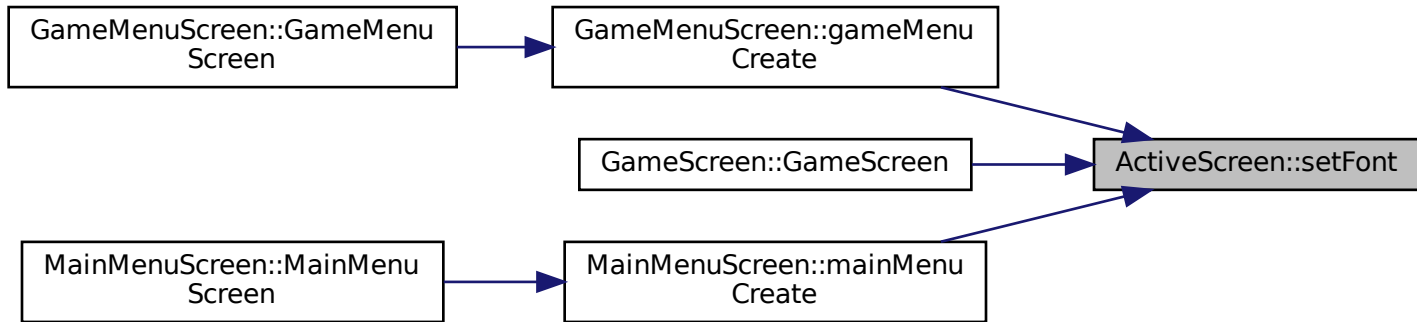 GameMenuScreen::GameMenu
Screen
GameMenuScreen::gameMenu
Create
GameScreen::GameScreen
ActiveScreen::setFont
MainMenuScreen::MainMenu
Screen
MainMenuScreen::mainMenu
Create